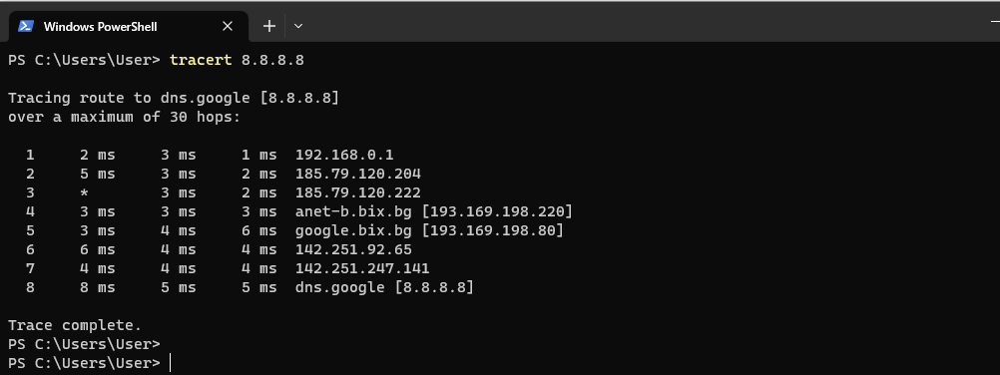 Windows PowerShell
PS C:\Users\User> tracert 8.8.8.8
Tracing route to dns.google [8.8.8.8]
over a maximum of 30 hops:
1 2 ms 3 ms 1 ms 192.168.0.1
2 5 ms 3 ms 2 ms 185.79.120.204
3 * 3 ms 2 ms 185.79.120.222
4 3 ms 3 ms 3 ms anet-b.bix.bg [193.169.198.220]
5 3 ms 4 ms 6 ms google.bix.bg [193.169.198.80]
6 6 ms 4 ms 4 ms 142.251.92.65
7 4 ms 4 ms 4 ms 142.251.247.141
8 8 ms 5 ms 5 ms dns.google [8.8.8.8]
Trace complete.
PS C:\Users\User>
PS C:\Users\User>